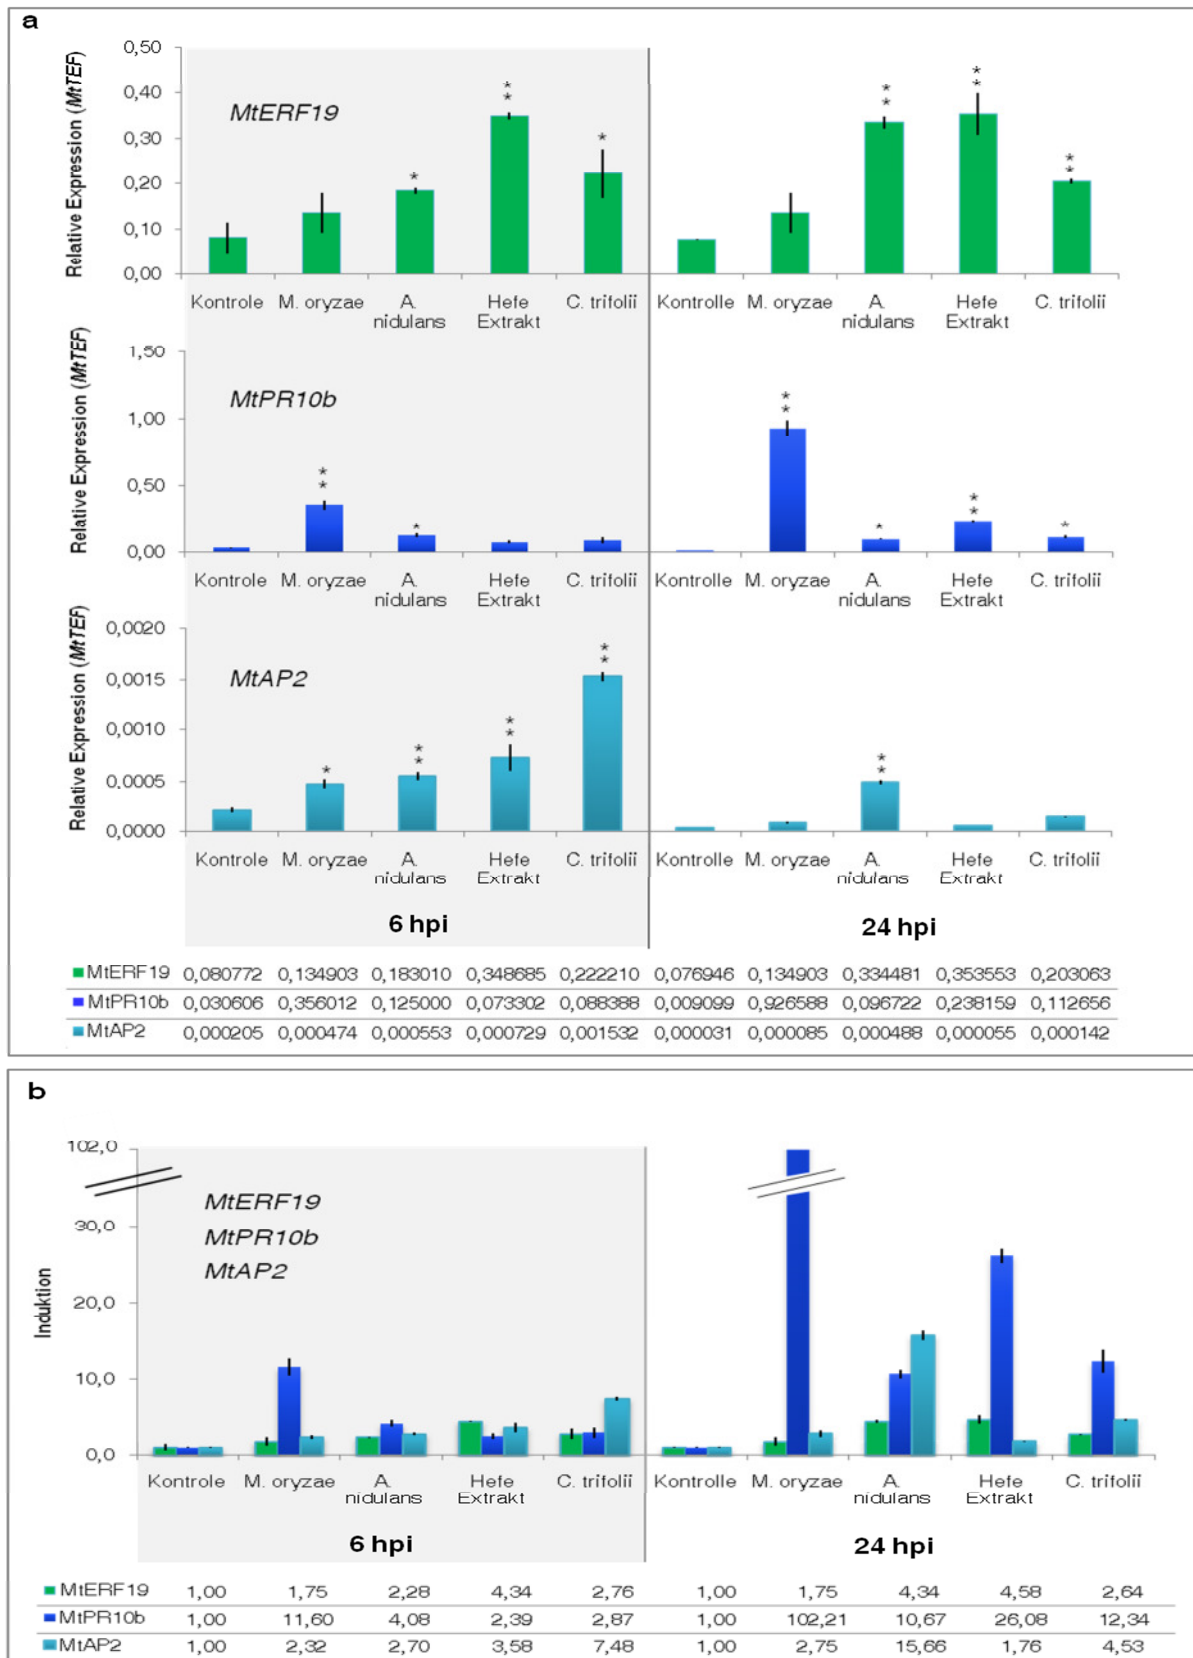 a
Relative Expression (MtTEF)
0,50
0,40
0,30
0,20
0,10
0,00
MtERF19
* *
*
*
* *
* *
* *
Kontrole M. oryzae A. nidulans Hefe Extrakt C. trifolii Kontrolle M. oryzae A. nidulans Hefe Extrakt C. trifolii
Relative Expression (MtTEF)
1,50
1,00
0,50
0,00
MtPR10b
* *
*
* *
*
* *
*
Kontrole M. oryzae A. nidulans Hefe Extrakt C. trifolii Kontrolle M. oryzae A. nidulans Hefe Extrakt C. trifolii
Relative Expression (MtTEF)
0,0020
0,0015
0,0010
0,0005
0,0000
MtAP2
*
* *
* *
* *
* *
Kontrole M. oryzae A. nidulans Hefe Extrakt C. trifolii Kontrolle M. oryzae A. nidulans Hefe Extrakt C. trifolii
6 hpi 24 hpi
MtERF19 0,080772 0,134903 0,183010 0,348685 0,222210 0,076946 0,134903 0,334481 0,353553 0,203063
MtPR10b 0,030606 0,356012 0,125000 0,073302 0,088388 0,009099 0,926588 0,096722 0,238159 0,112656
MtAP2 0,000205 0,000474 0,000553 0,000729 0,001532 0,000031 0,000085 0,000488 0,000055 0,000142
b
Induktion
102,0
30,0
20,0
10,0
0,0
MtERF19
MtPR10b
MtAP2
Kontrole M. oryzae A. nidulans Hefe Extrakt C. trifolii Kontrolle M. oryzae A. nidulans Hefe Extrakt C. trifolii
6 hpi 24 hpi
MtERF19 1,00 1,75 2,28 4,34 2,76 1,00 1,75 4,34 4,58 2,64
MtPR10b 1,00 11,60 4,08 2,39 2,87 1,00 102,21 10,67 26,08 12,34
MtAP2 1,00 2,32 2,70 3,58 7,48 1,00 2,75 15,66 1,76 4,53